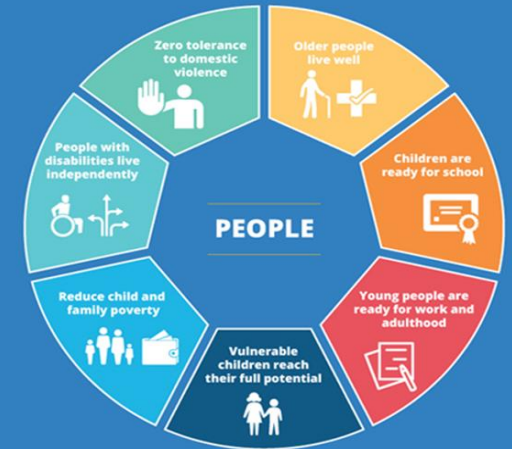 Zero tolerance
to domestic
violence
Older people
live well
People with
disabilities live
independently
Children are
ready for school
PEOPLE
Reduce child and
family poverty
Young people are
ready for work and
adulthood
Vulnerable
children reach
their full potential